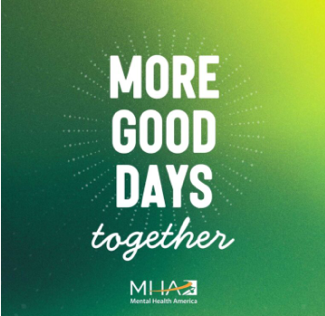 MORE
GOOD
DAYS
together
MHA
Mental Health America